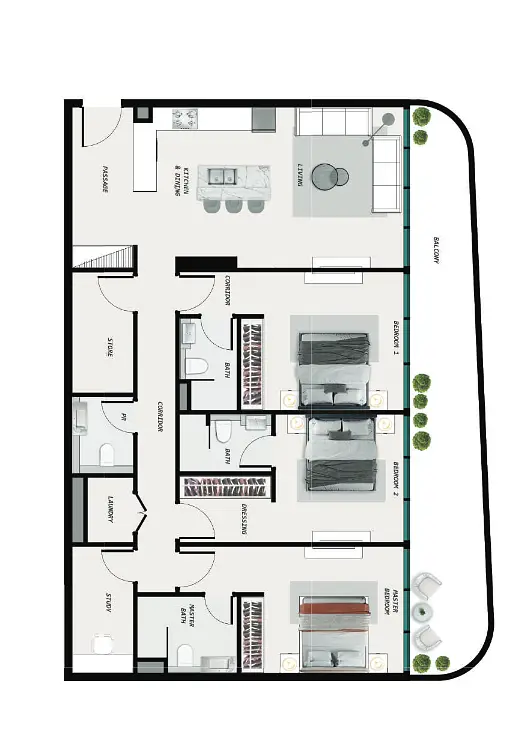 PASSAGE
KITCHEN
& DINING
LIVING
BALCONY
CORRIDOR
BEDROOM 1
STORE
BATH
CORRIDOR
PR
BATH
BEDROOM 2
LAUNDRY
DRESSING
STUDY
MASTER
BATH
MASTER
BEDROOM